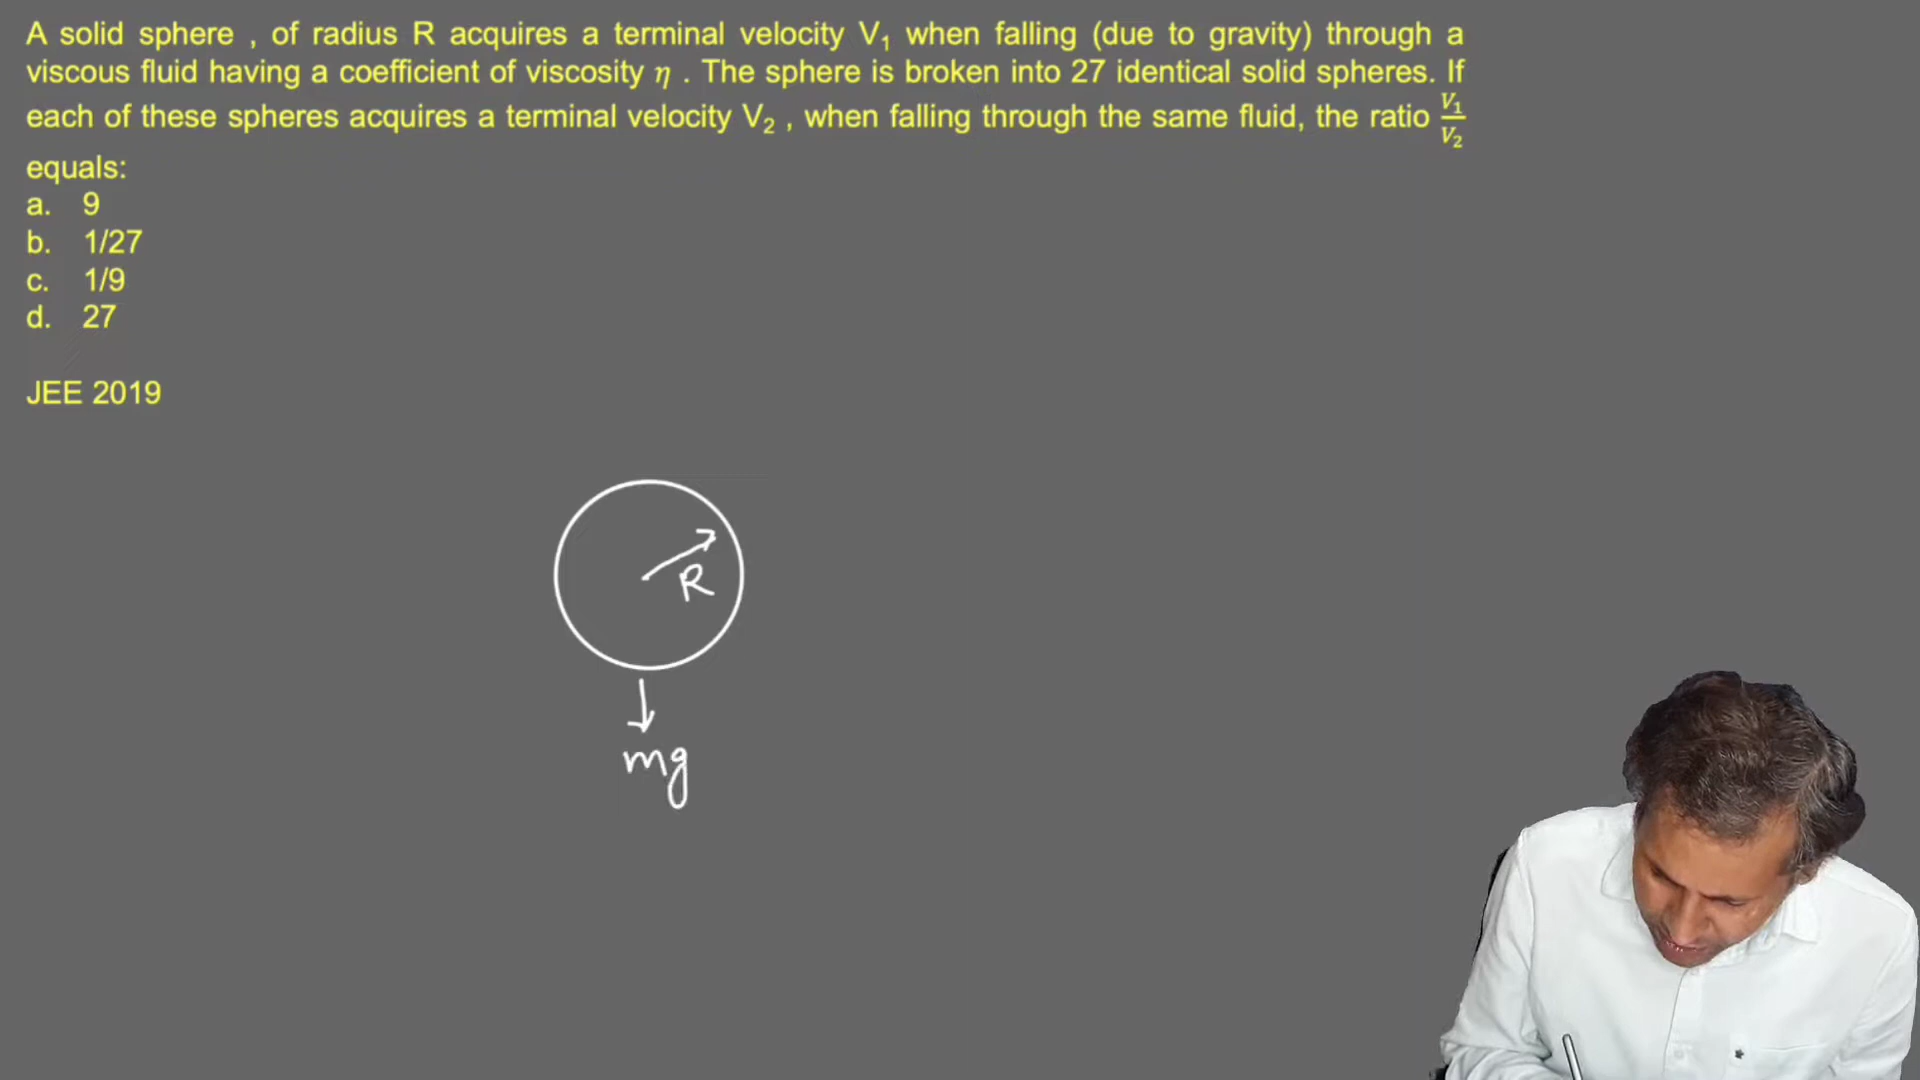 A solid sphere , of radius R acquires a terminal velocity V₁ when falling (due to gravity) through a
viscous fluid having a coefficient of viscosity η . The sphere is broken into 27 identical solid spheres. If
each of these spheres acquires a terminal velocity V₂ , when falling through the same fluid, the ratio V₁/V₂
equals:
a. 9
b. 1/27
c. 1/9
d. 27
JEE 2019
R
mg